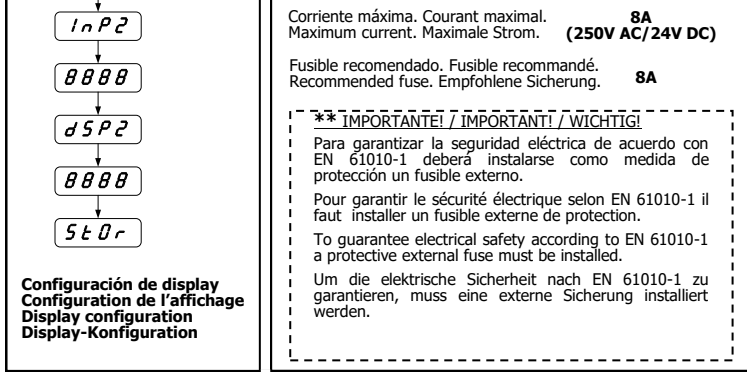 InP2
8888
dSP2
8888
StOr
Configuración de display
Configuration de l'affichage
Display configuration
Display-Konfiguration
Corriente máxima. Courant maximal.
Maximum current. Maximale Strom.
8A
(250V AC/24V DC)
Fusible recomendado. Fusible recommandé.
Recommended fuse. Empfohlene Sicherung.
8A
** IMPORTANTE! / IMPORTANT! / WICHTIG!
Para garantizar la seguridad eléctrica de acuerdo con
EN 61010-1 deberá instalarse como medida de
protección un fusible externo.
Pour garantir le sécurité électrique selon EN 61010-1 il
faut installer un fusible externe de protection.
To guarantee electrical safety according to EN 61010-1
a protective external fuse must be installed.
Um die elektrische Sicherheit nach EN 61010-1 zu
garantieren, muss eine externe Sicherung installiert
werden.